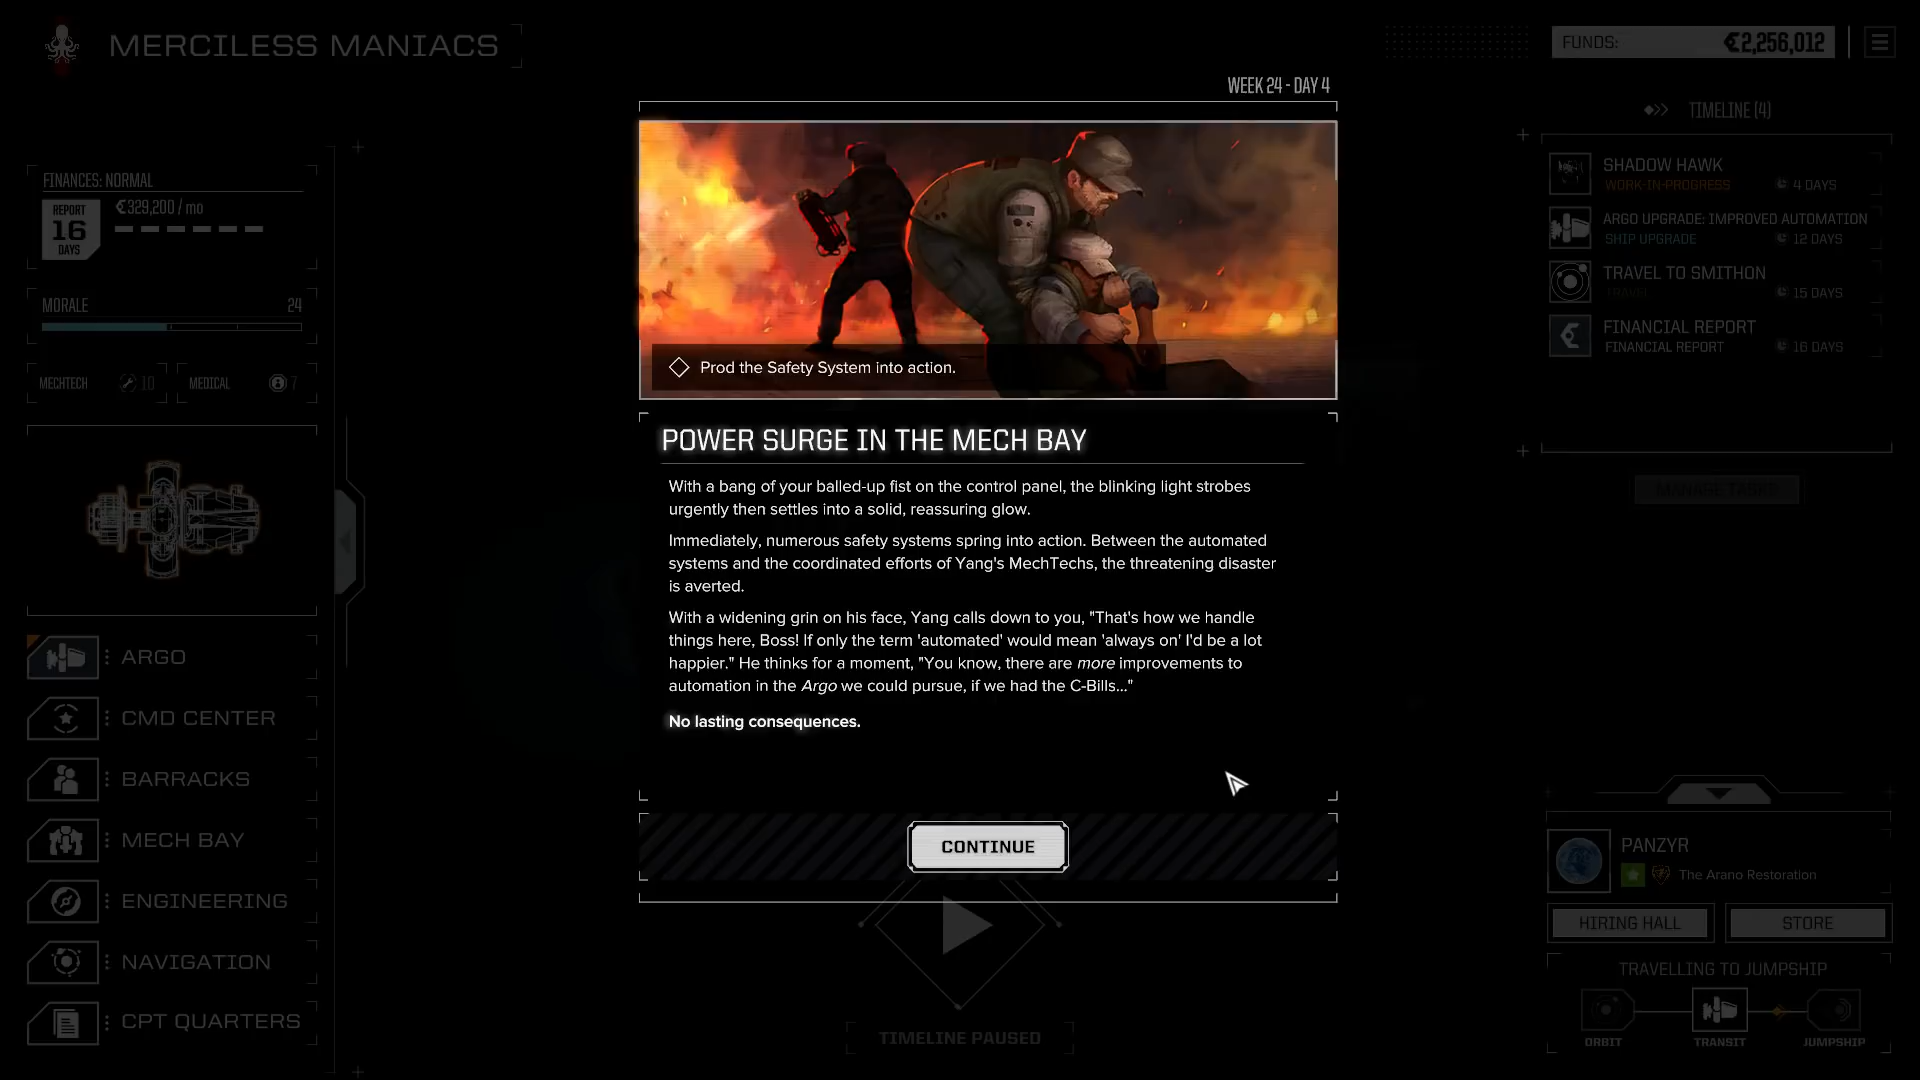 MERCILESS MANIACS
FUNDS: 2,256,012
WEEK 24 - DAY 4
TIMELINE (4)
FINANCES: NORMAL
REPORT
16
DAYS
329,200 / mo
MORALE 24
MECHTECH 10
MEDICAL 7
SHADOW HAWK
WORK-IN-PROGRESS 4 DAYS
ARGO UPGRADE: IMPROVED AUTOMATION
SHIP UPGRADE 12 DAYS
TRAVEL TO SMITHON
TRAVEL 15 DAYS
FINANCIAL REPORT
FINANCIAL REPORT 16 DAYS
MANAGE TASKS
Prod the Safety System into action.
POWER SURGE IN THE MECH BAY
With a bang of your balled-up fist on the control panel, the blinking light strobes
urgently then settles into a solid, reassuring glow.
Immediately, numerous safety systems spring into action. Between the automated
systems and the coordinated efforts of Yang's MechTechs, the threatening disaster
is averted.
With a widening grin on his face, Yang calls down to you, "That's how we handle
things here, Boss! If only the term 'automated' would mean 'always on' I'd be a lot
happier." He thinks for a moment, "You know, there are more improvements to
automation in the Argo we could pursue, if we had the C-Bills..."
No lasting consequences.
CONTINUE
ARGO
CMD CENTER
BARRACKS
MECH BAY
ENGINEERING
NAVIGATION
CPT QUARTERS
TIMELINE PAUSED
PANZYR
The Arano Restoration
HIRING HALL
STORE
TRAVELLING TO JUMPSHIP
ORBIT
TRANSIT
JUMPSHIP